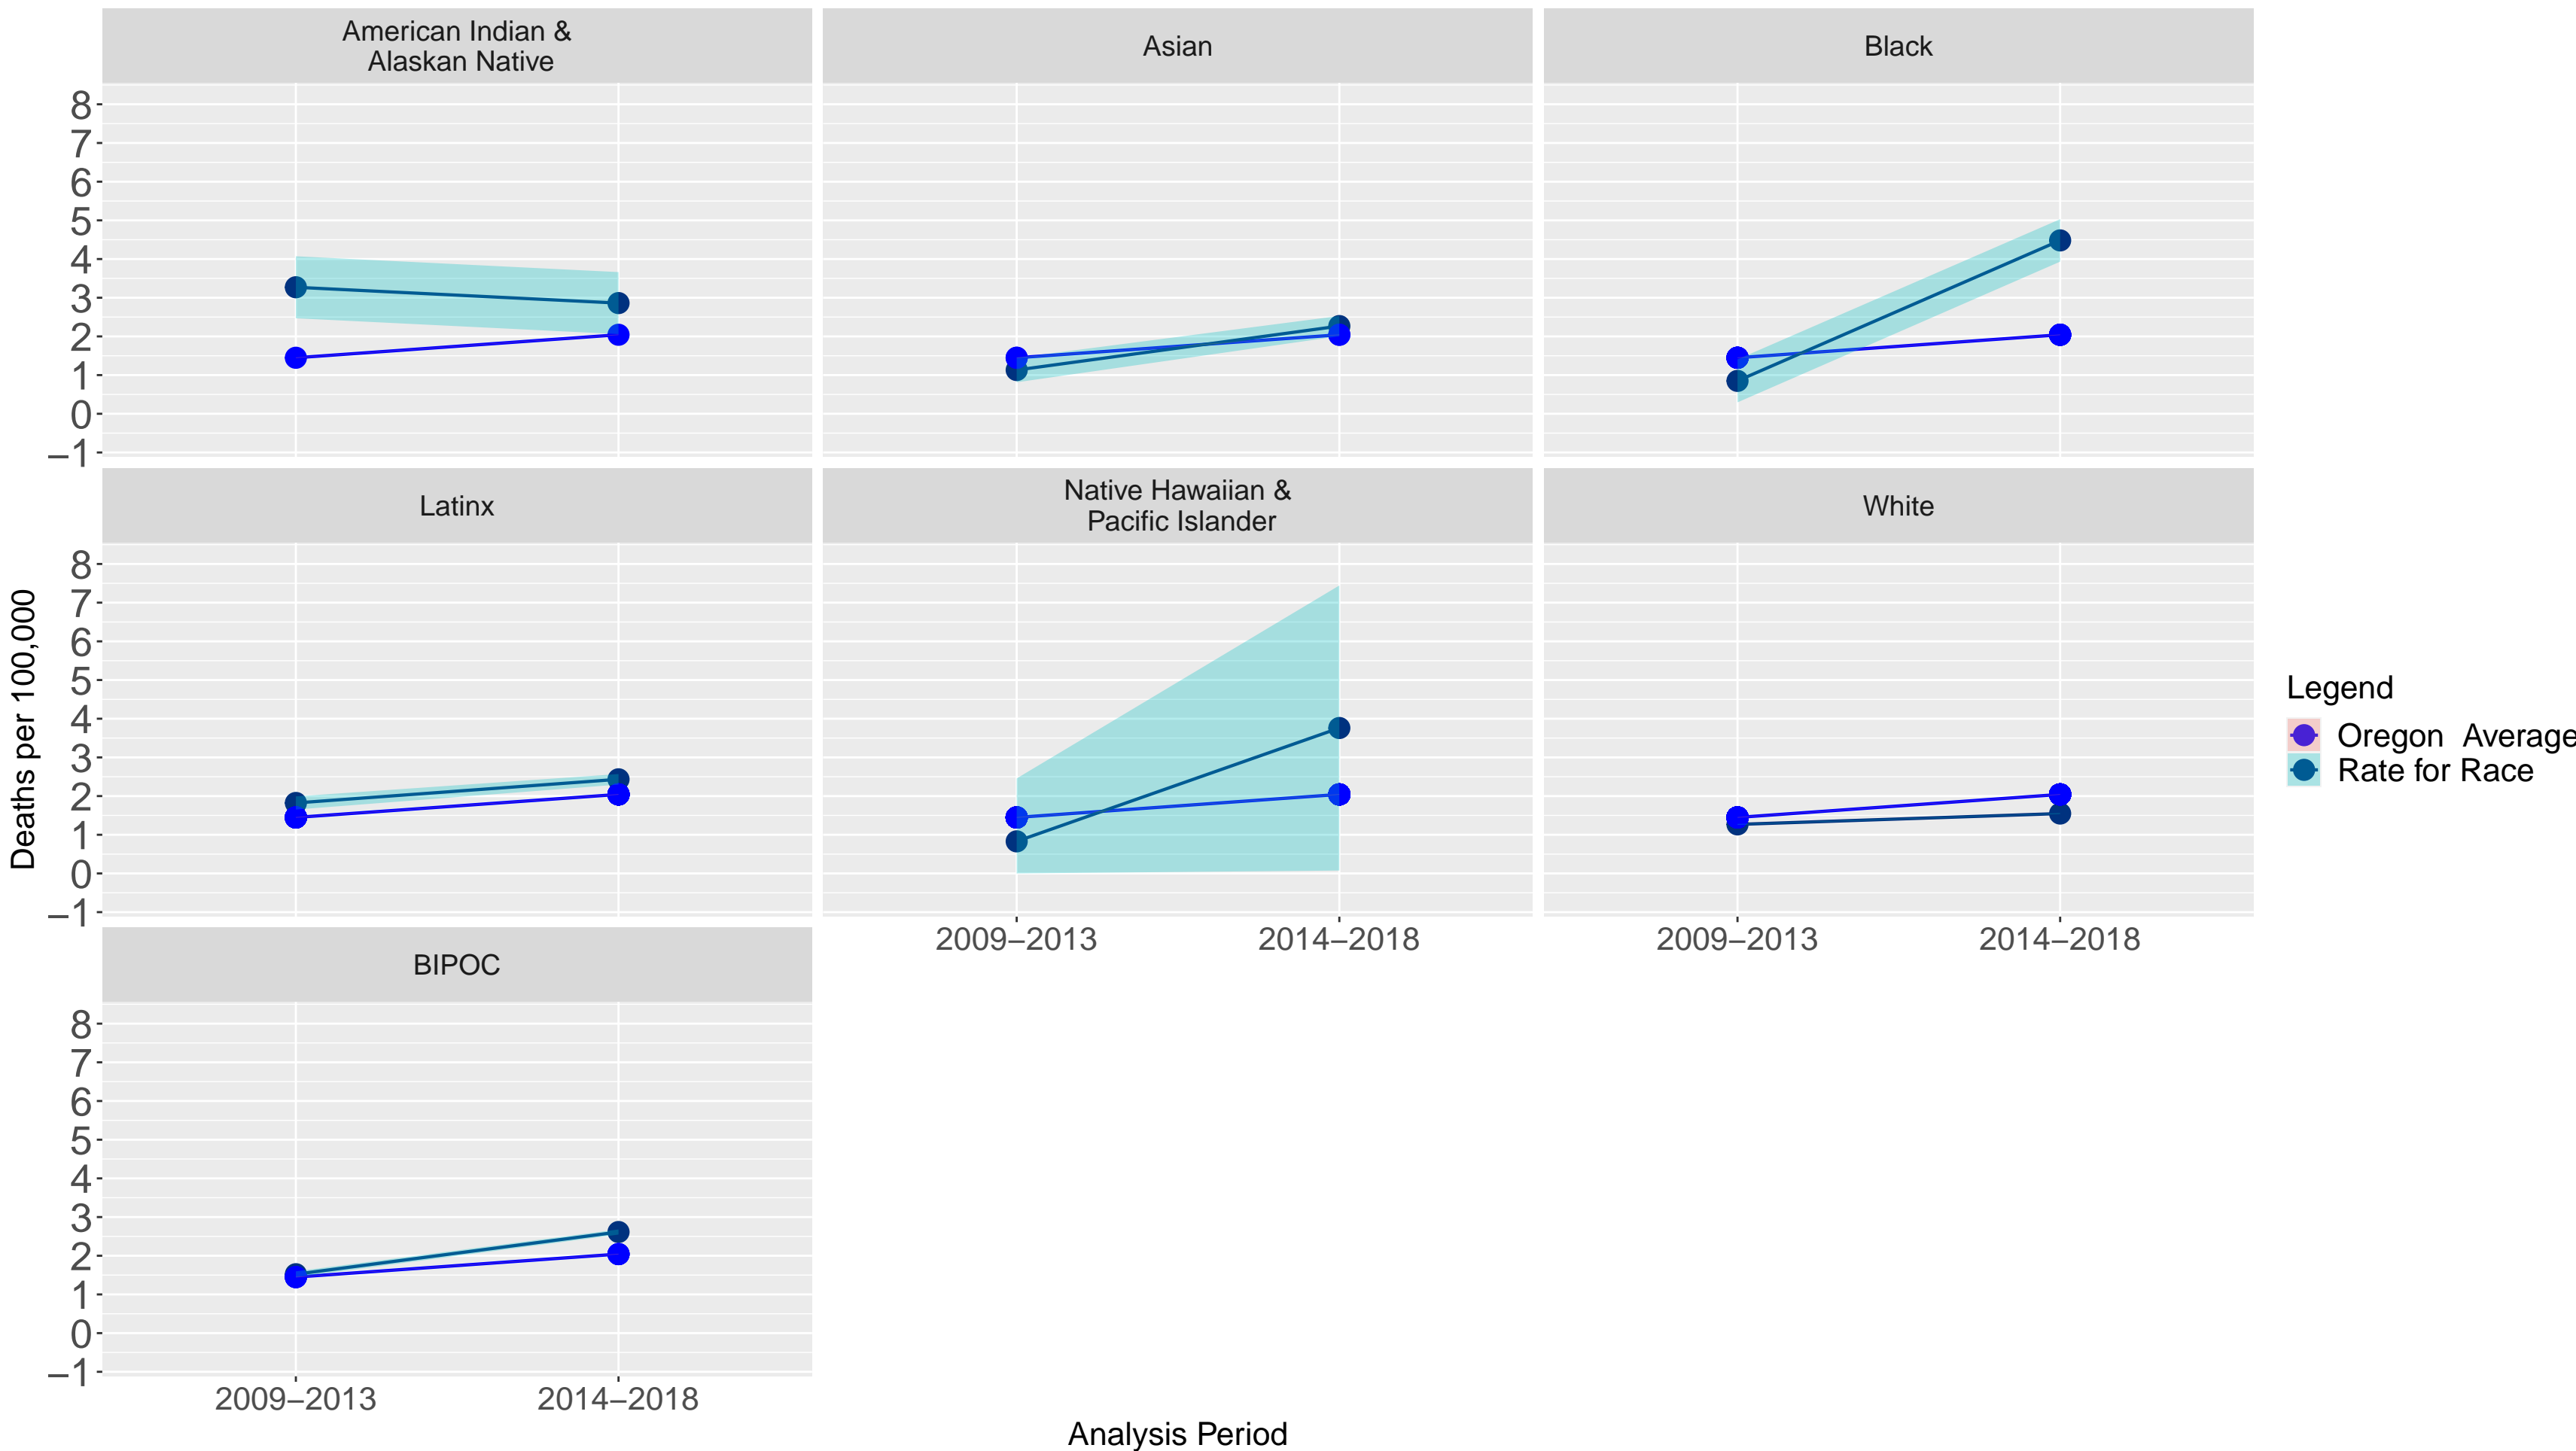 American Indian &
Alaskan Native
Asian
Black
8
7
6
5
4
3
2
1
0
−1
Latinx
Native Hawaiian &
Pacific Islander
White
8
7
6
5
4
3
2
1
0
−1
Deaths per 100,000
Legend
Oregon  Average
Rate for Race
2009−2013
2014−2018
2009−2013
2014−2018
BIPOC
8
7
6
5
4
3
2
1
0
−1
2009−2013
2014−2018
Analysis Period